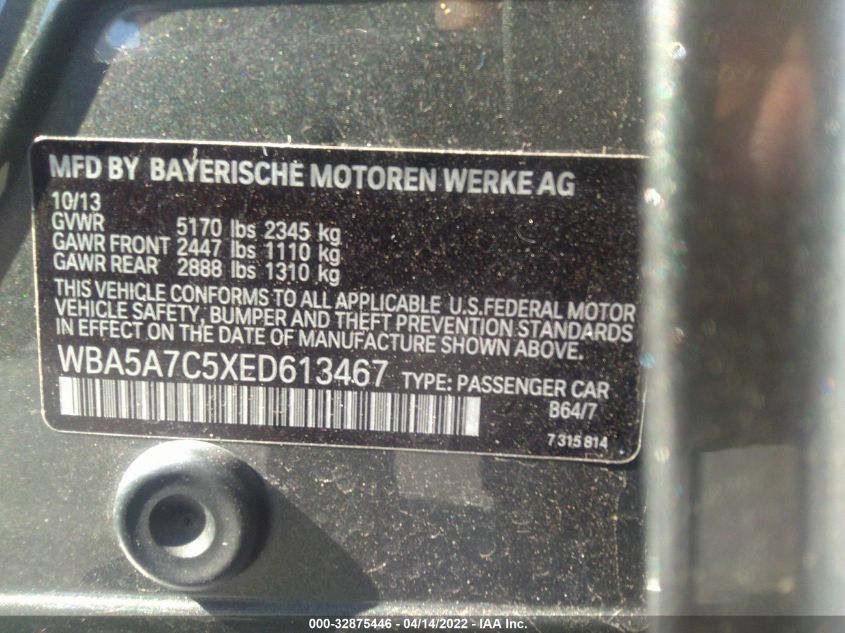 MFD BY BAYERISCHE MOTOREN WERKE AG
10/13
GVWR 5170 lbs 2345 kg
GAWR FRONT 2447 lbs 1110 kg
GAWR REAR 2888 lbs 1310 kg
THIS VEHICLE CONFORMS TO ALL APPLICABLE U.S.FEDERAL MOTOR
VEHICLE SAFETY, BUMPER AND THEFT PREVENTION STANDARDS
IN EFFECT ON THE DATE OF MANUFACTURE SHOWN ABOVE.
WBA5A7C5XED613467 TYPE: PASSENGER CAR
B64/7
7 315 814
000-32875446 - 04/14/2022 - IAA Inc.